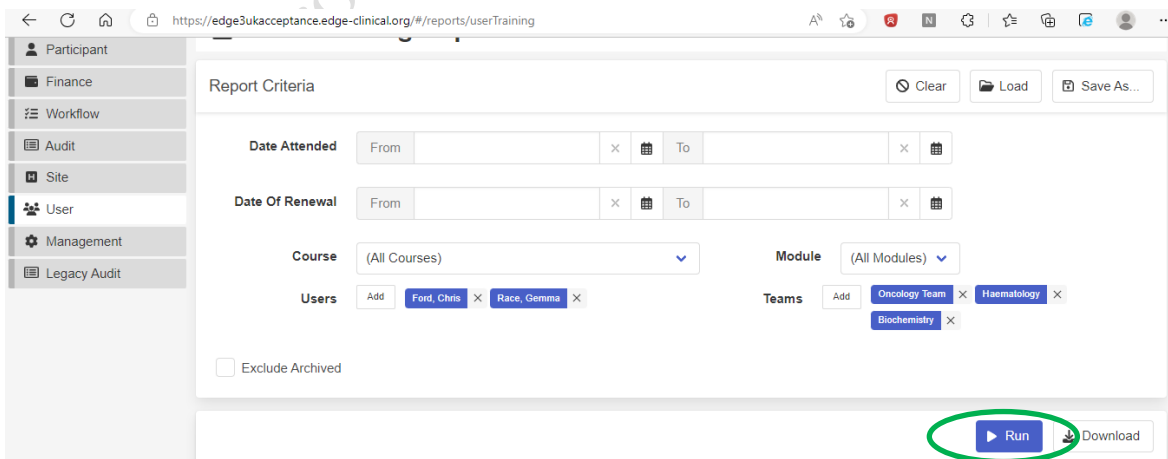 https://edge3ukacceptance.edge-clinical.org/#/reports/userTraining
Participant
Finance
Workflow
Audit
Site
User
Management
Legacy Audit
Report Criteria
Clear Load Save As...
Date Attended From To
Date Of Renewal From To
Course (All Courses) Module (All Modules)
Users Add Ford, Chris Race, Gemma Teams Add Oncology Team Haematology
Biochemistry
Exclude Archived
Run Download